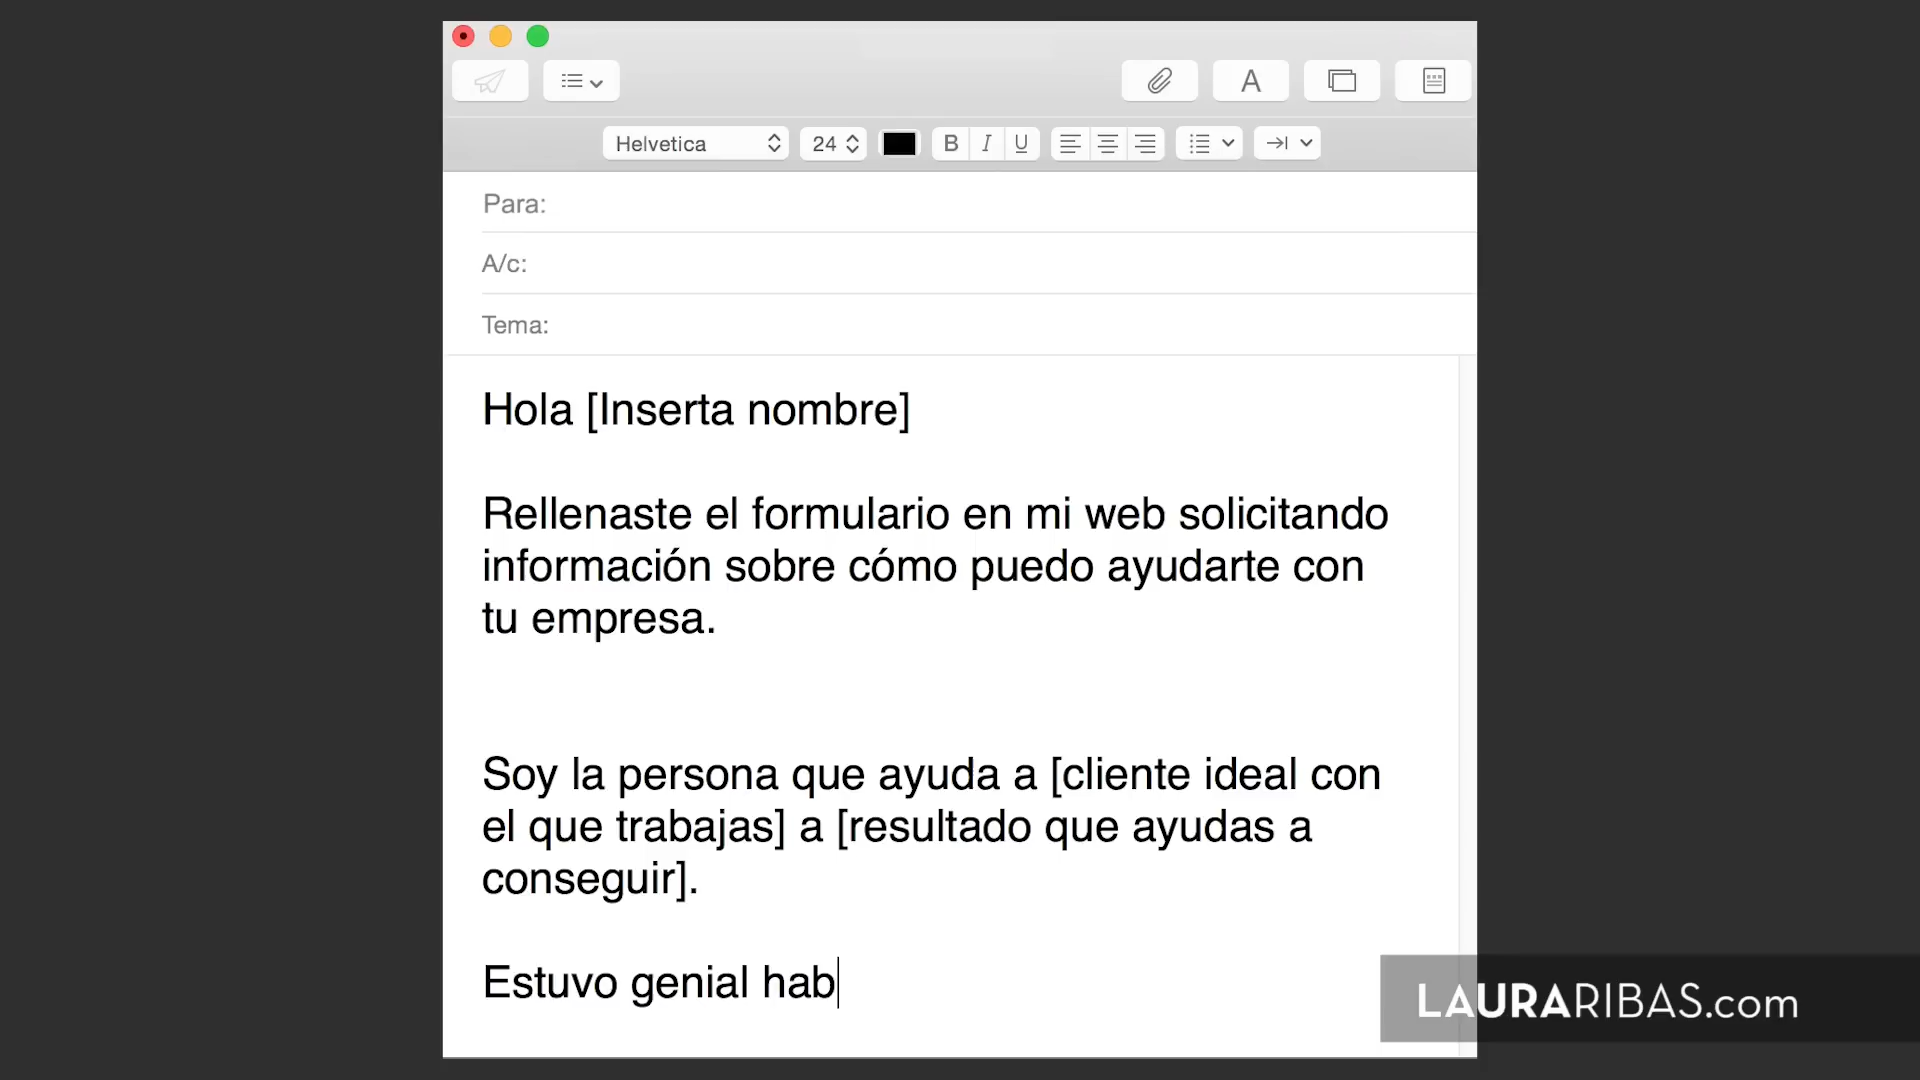 Helvetica 24 B I U
A
Para:
A/c:
Tema:
Hola [Inserta nombre]
Rellenaste el formulario en mi web solicitando
información sobre cómo puedo ayudarte con
tu empresa.
Soy la persona que ayuda a [cliente ideal con
el que trabajas] a [resultado que ayudas a
conseguir].
Estuvo genial hab
LAURARIBAS.com